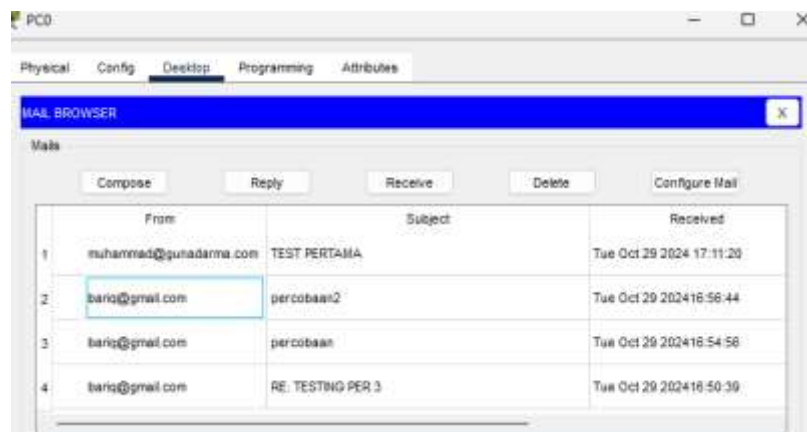 PC0
Physical Config Desktop Programming Attributes
MAIL BROWSER X
Mails
Compose Reply Receive Delete Configure Mail
From Subject Received
1 muhammad@gunadarma.com TEST PERTAMA Tue Oct 29 2024 17:11:20
2 bariq@gmail.com percobaan2 Tue Oct 29 202416:56:44
3 bariq@gmail.com percobaan Tue Oct 29 202416:54:56
4 bariq@gmail.com RE: TESTING PER 3 Tue Oct 29 202416:50:39